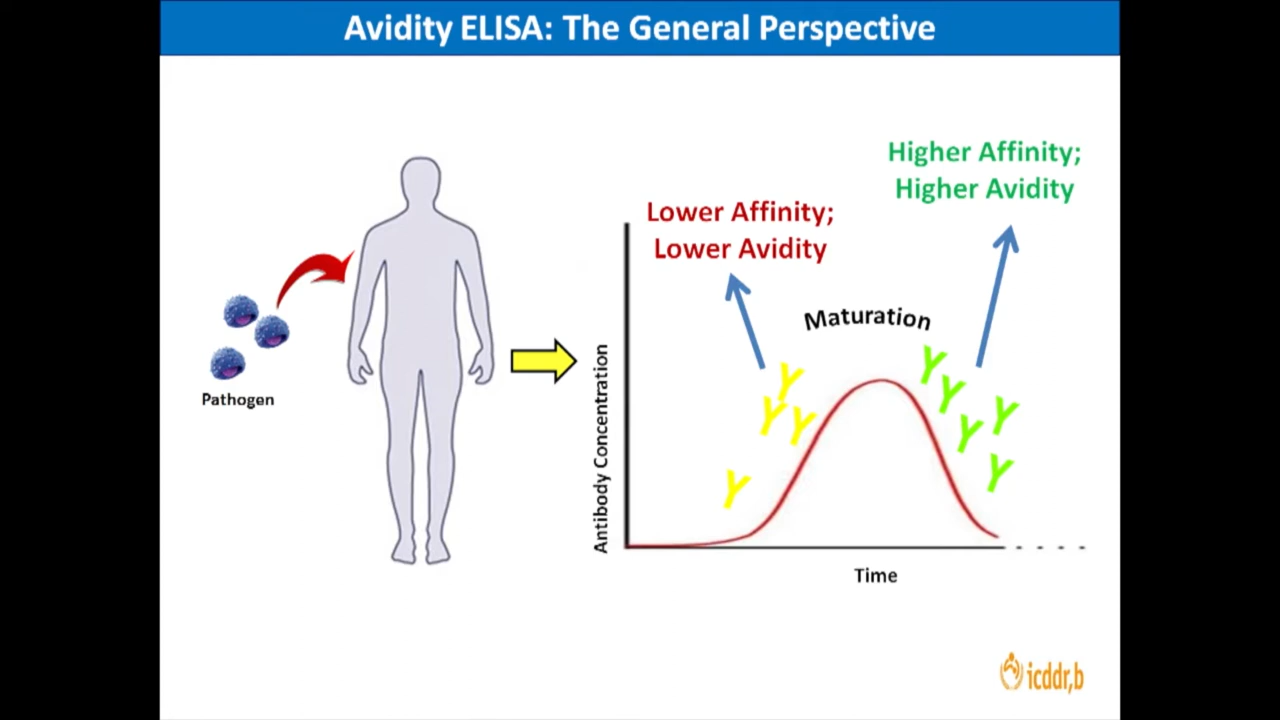 Avidity ELISA: The General Perspective
Higher Affinity;
Higher Avidity
Lower Affinity;
Lower Avidity
Maturation
Pathogen
Antibody Concentration
Time
icddr,b